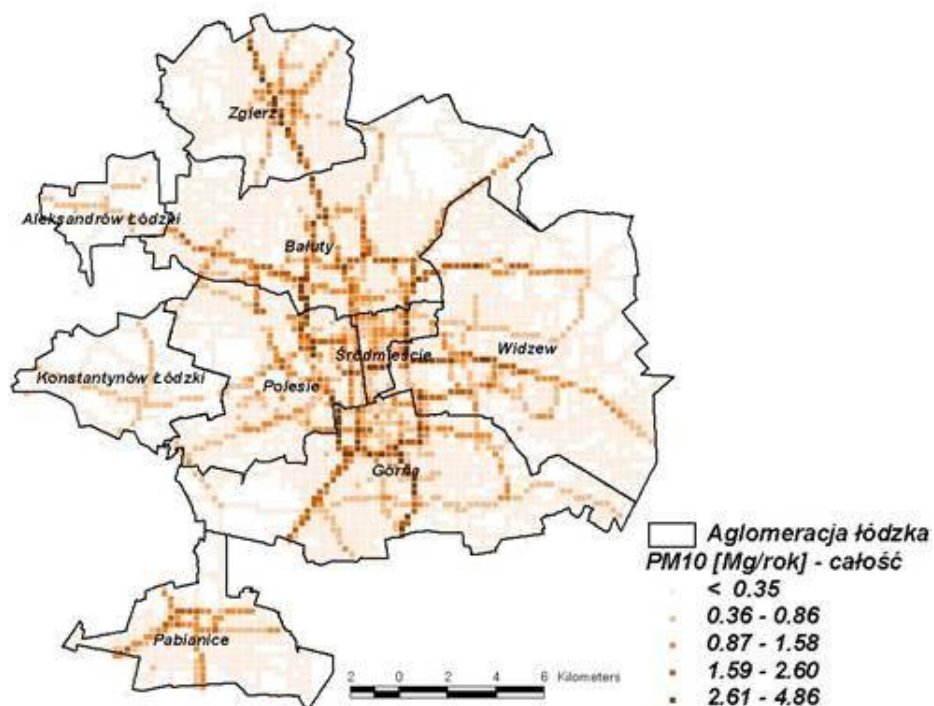 Zgierz
Aleksandrów Łódzki
Bałuty
Śródmieście
Widzew
Konstantynów Łódzki
Polesie
Górna
Pabianice
Aglomeracja łódzka
PM10 [Mg/rok] - całość
< 0.35
0.36 - 0.86
0.87 - 1.58
1.59 - 2.60
2.61 - 4.86
2 0 2 4 6 Kilometers